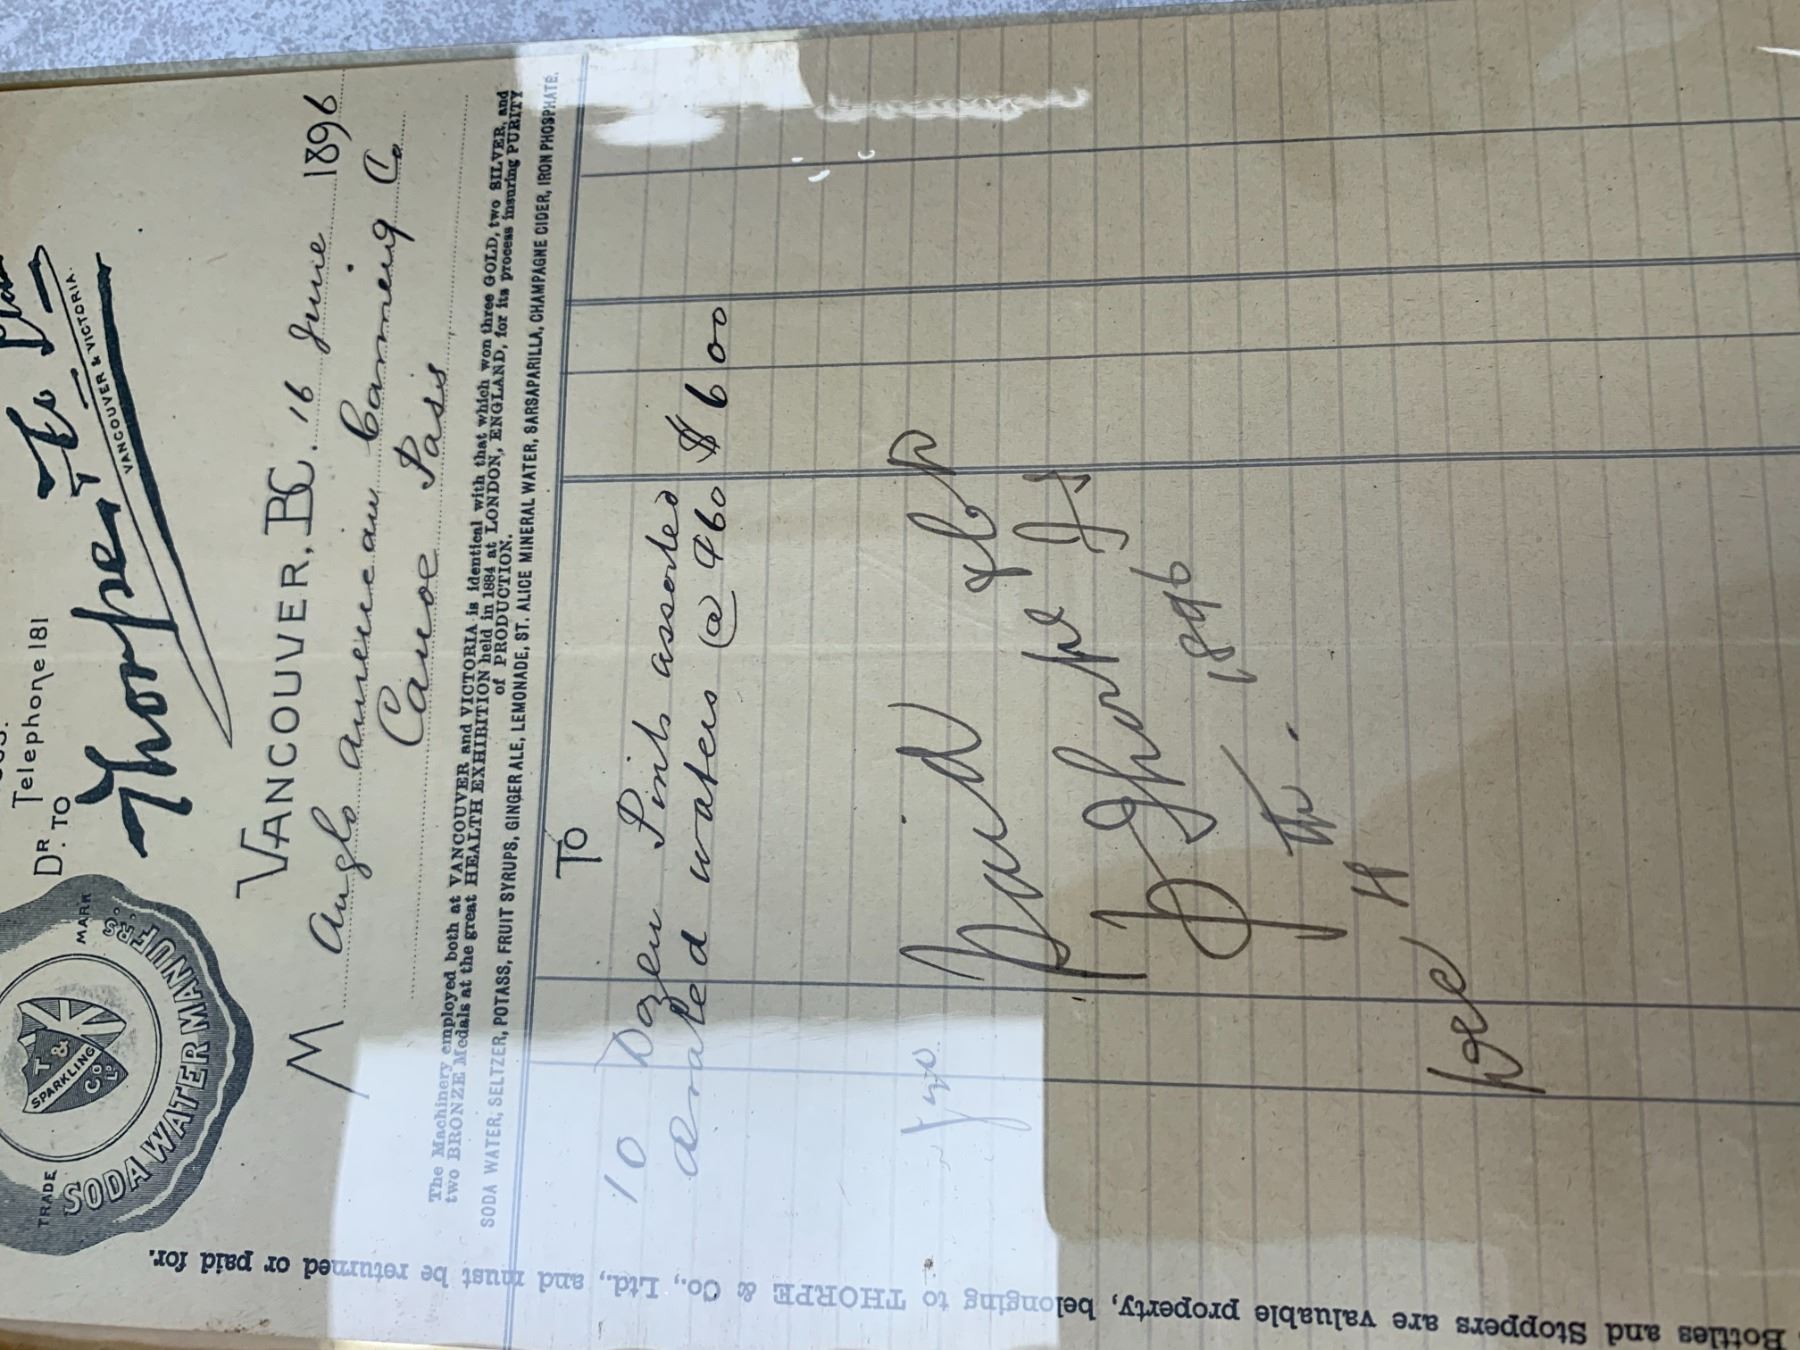 Telephone 181
DR. TO
Thorpe & Co
VANCOUVER & VICTORIA.
TRADE MARK
T & Co LD
SPARKLING
SODA WATER MANUFRS.
VANCOUVER, BC. 16 June 1896
M Anglo American Canning Co
Canoe Pass
The Machinery employed both at VANCOUVER and VICTORIA is identical with that which won three GOLD, two SILVER, and
two BRONZE Medals at the great HEALTH EXHIBITION held in 1884 at LONDON, ENGLAND, for its process insuring PURITY
of PRODUCTION.
SODA WATER, SELTZER, POTASS, FRUIT SYRUPS, GINGER ALE, LEMONADE, ST. ALICE MINERAL WATER, SARSAPARILLA, CHAMPAGNE CIDER, IRON PHOSPHATE.
TO
10 Dozen Pints assorted
aerated waters @ 60 $ 6 00
Paid
Thorpe
1896
Bottles and Stoppers are valuable property, belonging to THORPE & Co., Ltd., and must be returned or paid for.